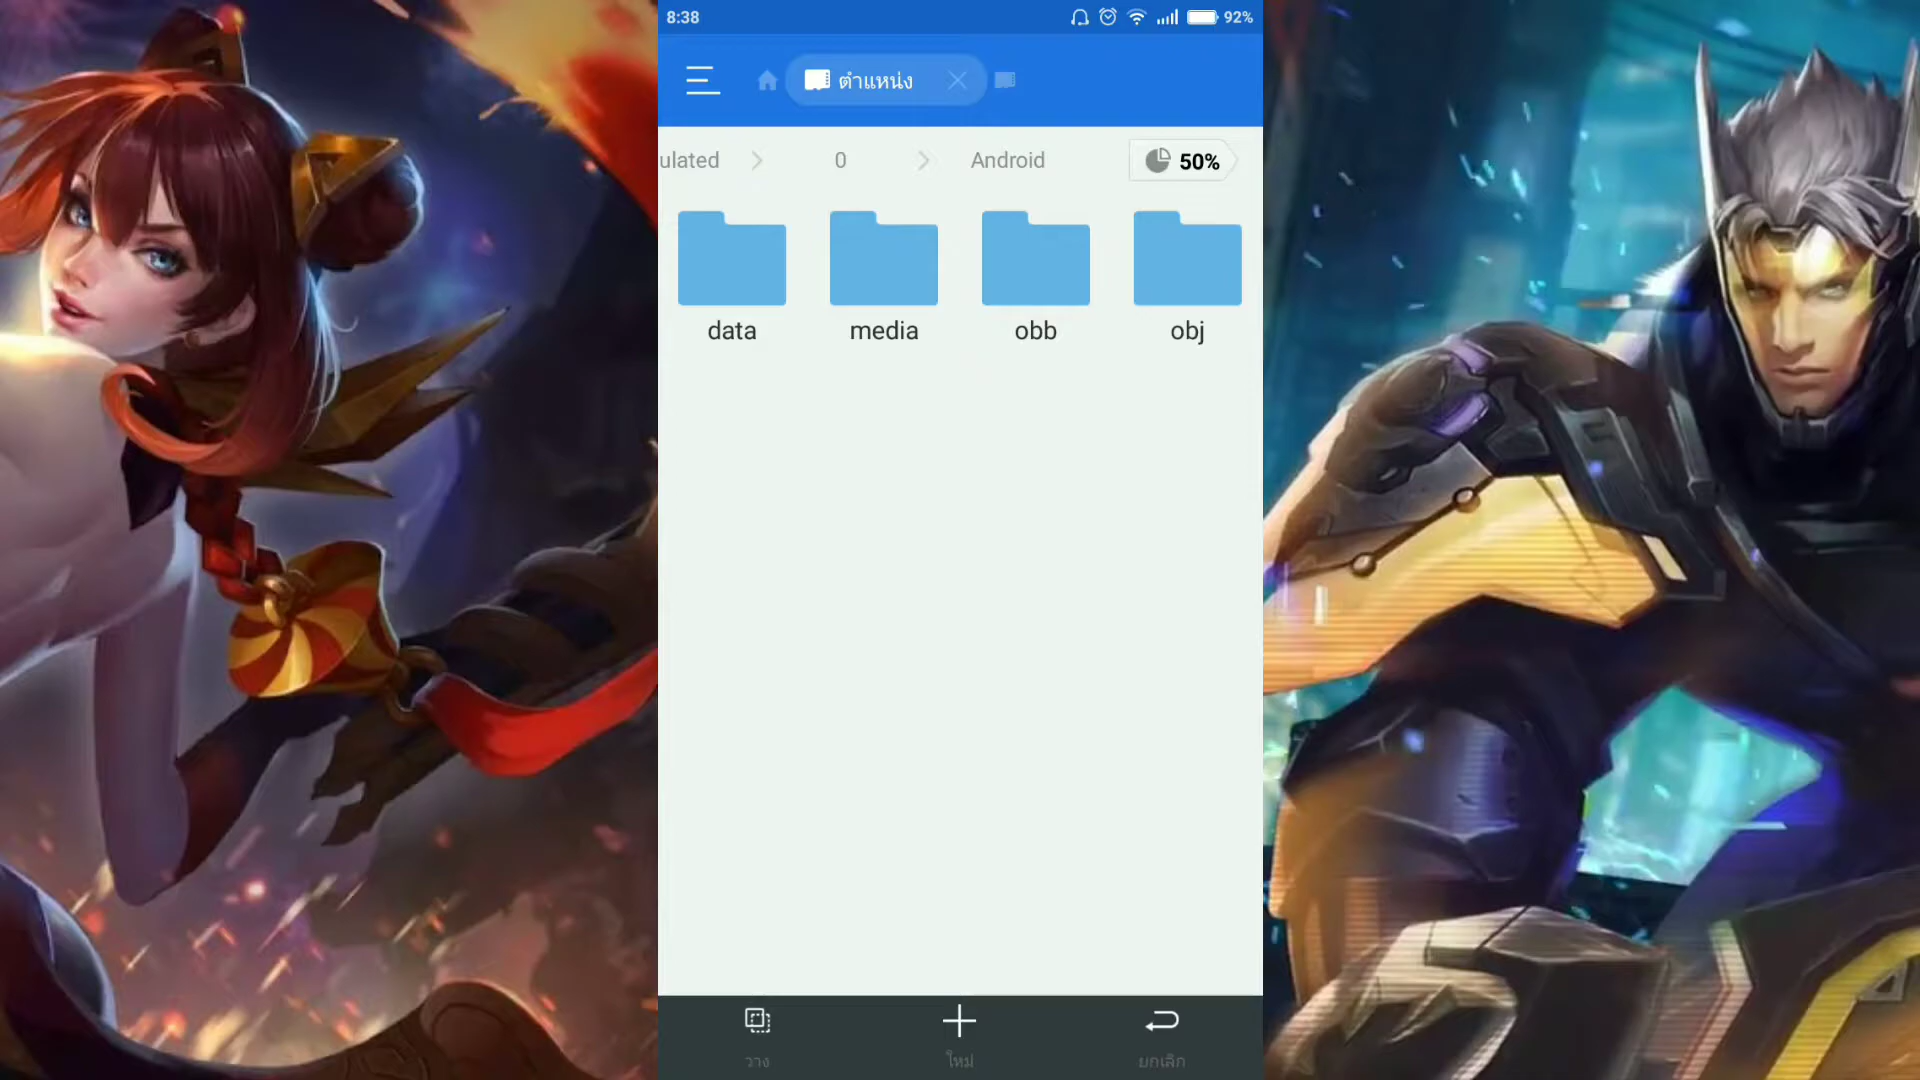 8:38
92%
ตำแหน่ง
ulated
0
Android
50%
data
media
obb
obj
วาง
ใหม่
ยกเลิก